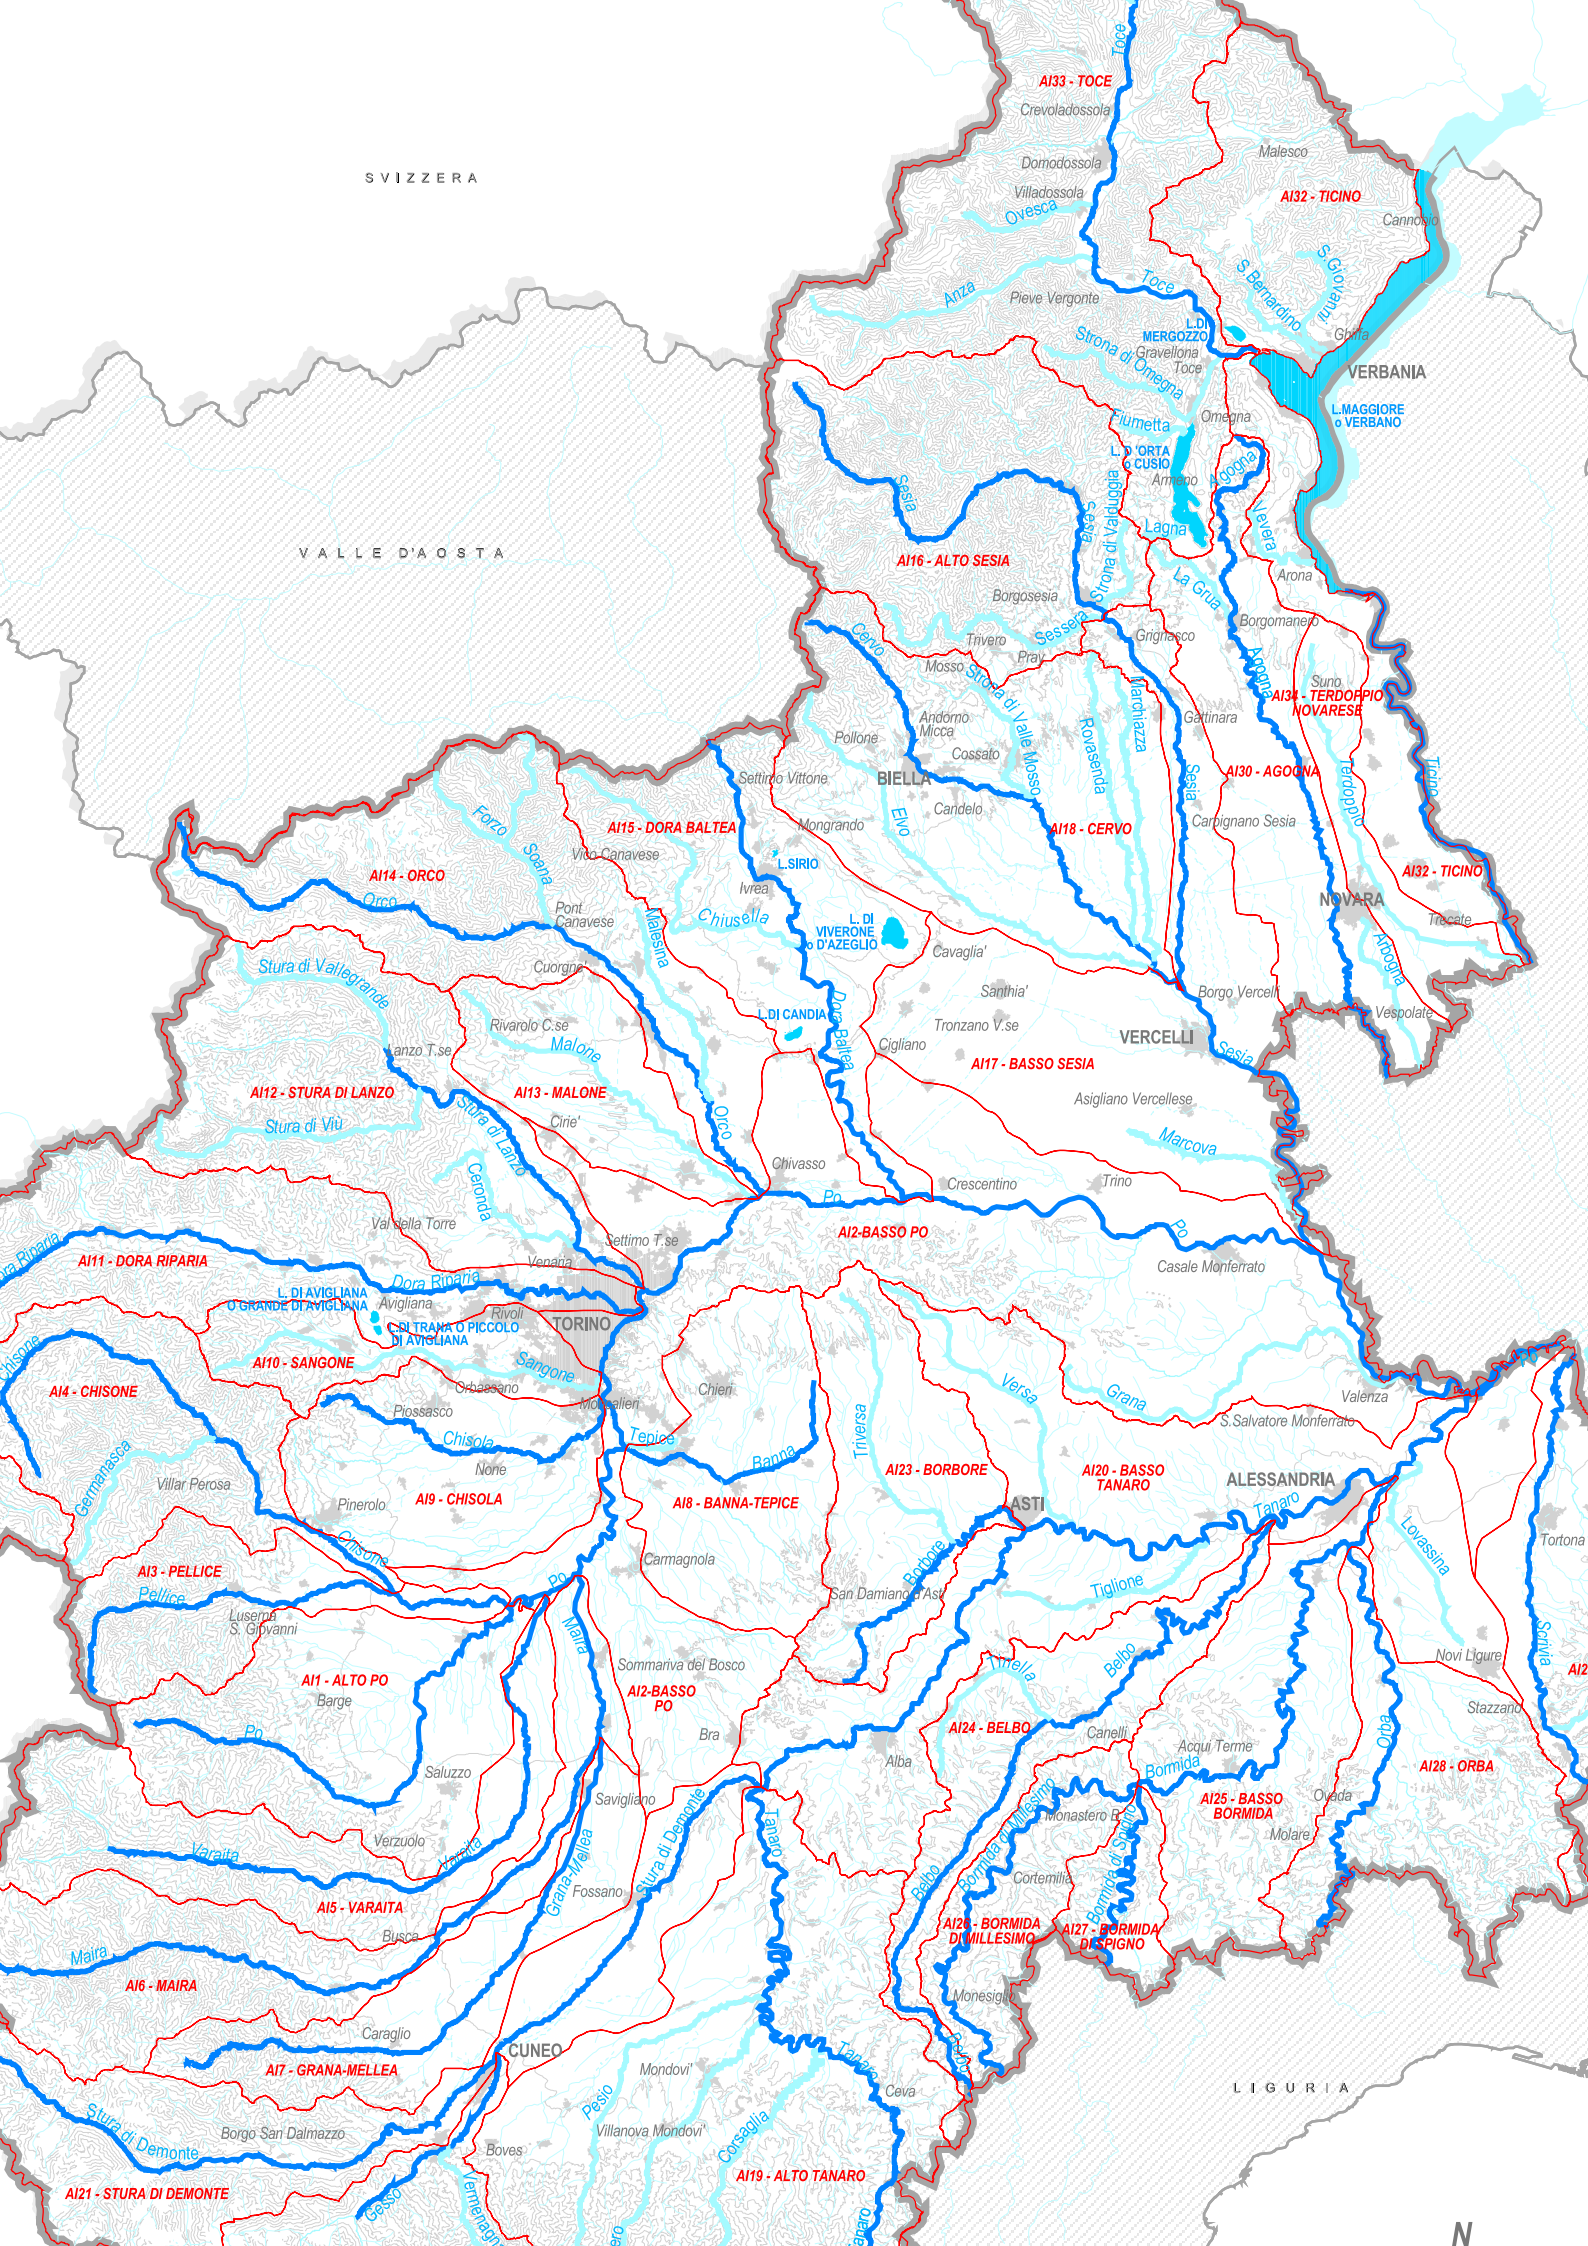 Toce
AI33 - TOCE
Crevoladossola
Malesco
Domodossola
SVIZZERA
Villadossola
AI32 - TICINO
Ovesca
Cannobio
S.Giovanni
S.Bernardino
Toce
Anza
Pieve Vergonte
L.DI
MERGOZZO
Ghiffa
Strona di Omegna
Gravellona
Toce
VERBANIA
L.MAGGIORE
o VERBANO
Omegna
Fiumetta
L. D'ORTA
o CUSIO
Agogna
Armeno
Sesia
Sesia
Strona di Valduggia
Vevera
Lagna
VALLE D'AOSTA
AI16 - ALTO SESIA
La Grua
Arona
Borgosesia
Borgomanero
Sessera
Grignasco
Cervo
Trivero
Pray
Mosso
Agogna
Strona di Valle Mosso
Marchiazza
Suno
AI34 - TERDOPPIO
NOVARESE
Andorno
Micca
Gattinara
Pollone
Rovasenda
Cossato
AI30 - AGOGNA
Settimo Vittone
BIELLA
Sesia
Terdoppio
Ticino
Candelo
Elvo
Mongrando
AI15 - DORA BALTEA
AI18 - CERVO
Carpignano Sesia
Forzo
Soana
Vico Canavese
L.SIRIO
AI14 - ORCO
Ivrea
AI32 - TICINO
Orco
NOVARA
Pont
Canavese
Chiusella
L. DI
VIVERONE
o D'AZEGLIO
Trecate
Malesina
Cavaglia'
Arbogna
Stura di Vallegrande
Cuorgne'
Santhia'
Borgo Vercelli
Dora Baltea
L.DI CANDIA
Vespolate
Rivarolo C.se
Tronzano V.se
VERCELLI
Malone
Cigliano
Lanzo T.se
AI17 - BASSO SESIA
Sesia
AI12 - STURA DI LANZO
AI13 - MALONE
Asigliano Vercellese
Stura di Lanzo
Orco
Stura di Viù
Cirie'
Marcova
Chivasso
Ceronda
Crescentino
Trino
Po
Val della Torre
Settimo T.se
AI2-BASSO PO
Po
Dora Riparia
AI11 - DORA RIPARIA
Venaria
Casale Monferrato
Dora Riparia
L. DI AVIGLIANA
O GRANDE DI AVIGLIANA
Avigliana
Rivoli
TORINO
L.DI TRANA O PICCOLO
DI AVIGLIANA
Chisone
AI10 - SANGONE
Sangone
AI4 - CHISONE
Orbassano
Chieri
Versa
Grana
Valenza
Piossasco
Moncalieri
Triversa
S.Salvatore Monferrato
Chisola
Tepice
Banna
Germanasca
None
AI23 - BORBORE
AI20 - BASSO
TANARO
ALESSANDRIA
Villar Perosa
AI9 - CHISOLA
AI8 - BANNA-TEPICE
Pinerolo
ASTI
Tanaro
Chisone
Lovassina
Tortona
Carmagnola
Borbore
AI3 - PELLICE
Po
Pellice
San Damiano d'Asti
Tiglione
Luserna
S. Giovanni
Maira
Scrivia
Sommariva del Bosco
Tinella
Belbo
Novi Ligure
AI1 - ALTO PO
AI2-BASSO
PO
Barge
Stazzano
Po
Bra
AI24 - BELBO
Canelli
Orba
Alba
Acqui Terme
Saluzzo
Bormida
AI28 - ORBA
Savigliano
Bormida di Millesimo
AI25 - BASSO
BORMIDA
Ovada
Stura di Demonte
Tanaro
Monastero B.
Verzuolo
Molare
Varaita
Varaita
Grana-Mellea
Bormida di Spigno
Belbo
Cortemilia
Fossano
AI5 - VARAITA
Busca
AI26 - BORMIDA
DI MILLESIMO
AI27 - BORMIDA
DI SPIGNO
Maira
AI6 - MAIRA
Monesiglio
Caraglio
CUNEO
Tanaro
Belbo
AI7 - GRANA-MELLEA
Mondovi'
Ceva
LIGURIA
Pesio
Stura di Demonte
Borgo San Dalmazzo
Villanova Mondovi'
Corsaglia
Boves
AI19 - ALTO TANARO
AI21 - STURA DI DEMONTE
Gesso
Vermenagna
Tanaro
N